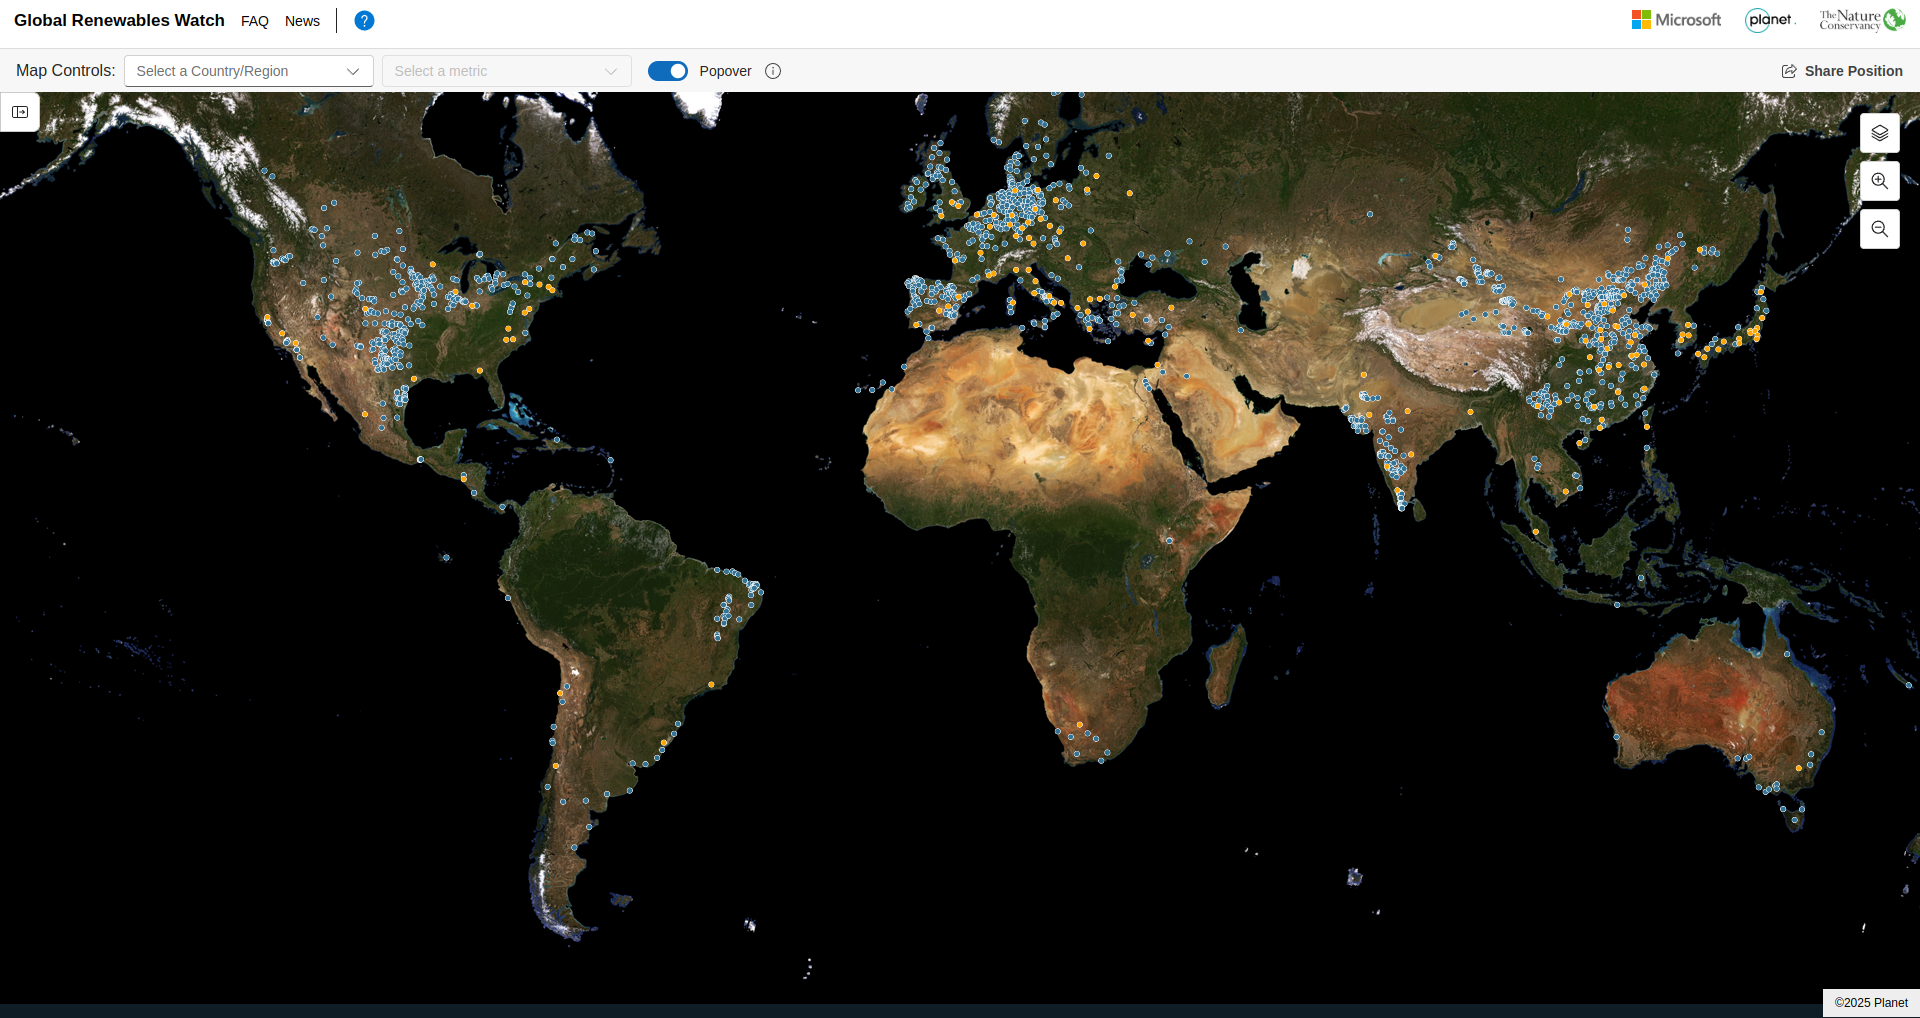 Global Renewables Watch FAQ News ?
Microsoft planet. The Nature Conservancy
Map Controls: Select a Country/Region Select a metric Popover Share Position
©2025 Planet